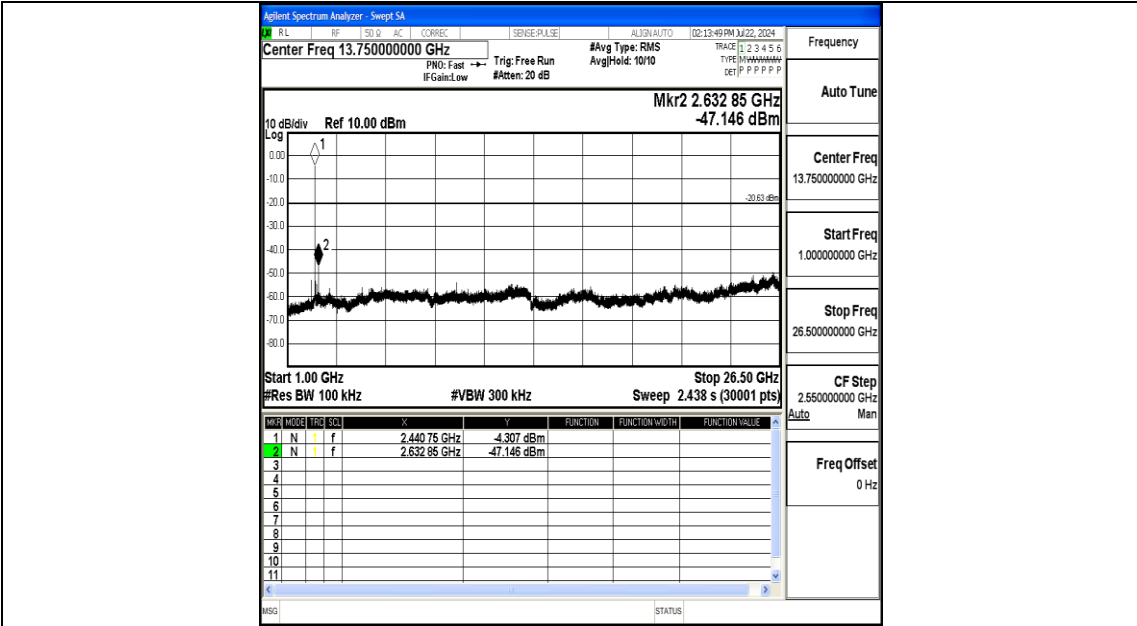 Agilent Spectrum Analyzer - Swept SA
RL RF 50 Ω AC CORREC SENSE:PULSE ALIGN AUTO 02:13:49 PM Jul 22, 2024
Center Freq 13.750000000 GHz
PNO: Fast
IFGain:Low
Trig: Free Run
#Atten: 20 dB
#Avg Type: RMS
Avg|Hold: 10/10
TRACE 1 2 3 4 5 6
TYPE MWWWWW
DET P P P P P P
Mkr2 2.632 85 GHz
-47.146 dBm
10 dB/div Ref 10.00 dBm
Log
1
0.00
-10.0
-20.0
-20.63 dBm
-30.0
2
-40.0
-50.0
-60.0
-70.0
-80.0
Start 1.00 GHz Stop 26.50 GHz
#Res BW 100 kHz #VBW 300 kHz Sweep 2.438 s (30001 pts)
MKR MODE TRC SCL X Y FUNCTION FUNCTION WIDTH FUNCTION VALUE
1 N 1 f 2.440 75 GHz -4.307 dBm
2 N 1 f 2.632 85 GHz -47.146 dBm
3
4
5
6
7
8
9
10
11
MSG STATUS
Frequency
Auto Tune
Center Freq
13.750000000 GHz
Start Freq
1.000000000 GHz
Stop Freq
26.500000000 GHz
CF Step
2.550000000 GHz
Auto Man
Freq Offset
0 Hz